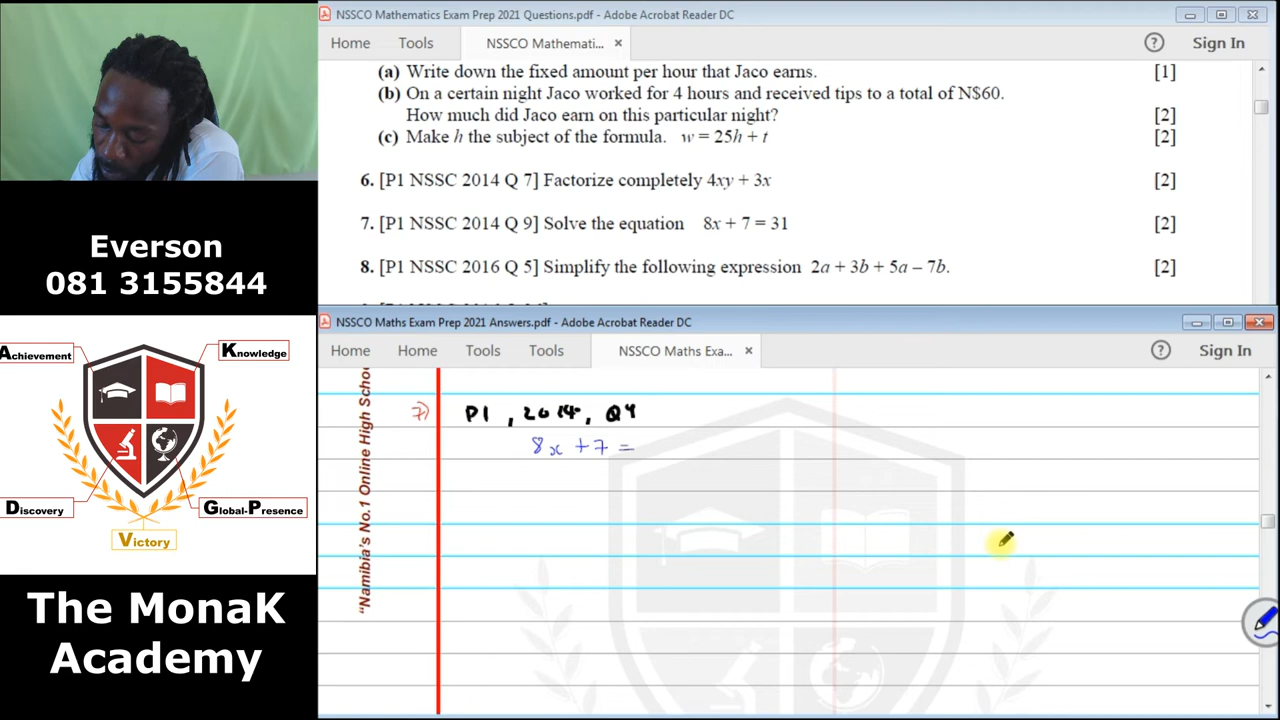 NSSCO Mathematics Exam Prep 2021 Questions.pdf - Adobe Acrobat Reader DC
Home Tools NSSCO Mathemati... × ? Sign In
(a) Write down the fixed amount per hour that Jaco earns. [1]
(b) On a certain night Jaco worked for 4 hours and received tips to a total of N$60.
How much did Jaco earn on this particular night? [2]
(c) Make h the subject of the formula. w = 25h + t [2]
6. [P1 NSSC 2014 Q 7] Factorize completely 4xy + 3x [2]
7. [P1 NSSC 2014 Q 9] Solve the equation 8x + 7 = 31 [2]
8. [P1 NSSC 2016 Q 5] Simplify the following expression 2a + 3b + 5a – 7b. [2]
NSSCO Maths Exam Prep 2021 Answers.pdf - Adobe Acrobat Reader DC
Home Home Tools Tools NSSCO Maths Exa... × ? Sign In
7) P1 , 2014, Q9
8x + 7 =
"Namibia's No.1 Online High Schoo
Everson
081 3155844
Achievement
Knowledge
Discovery
Global-Presence
Victory
The MonaK
Academy